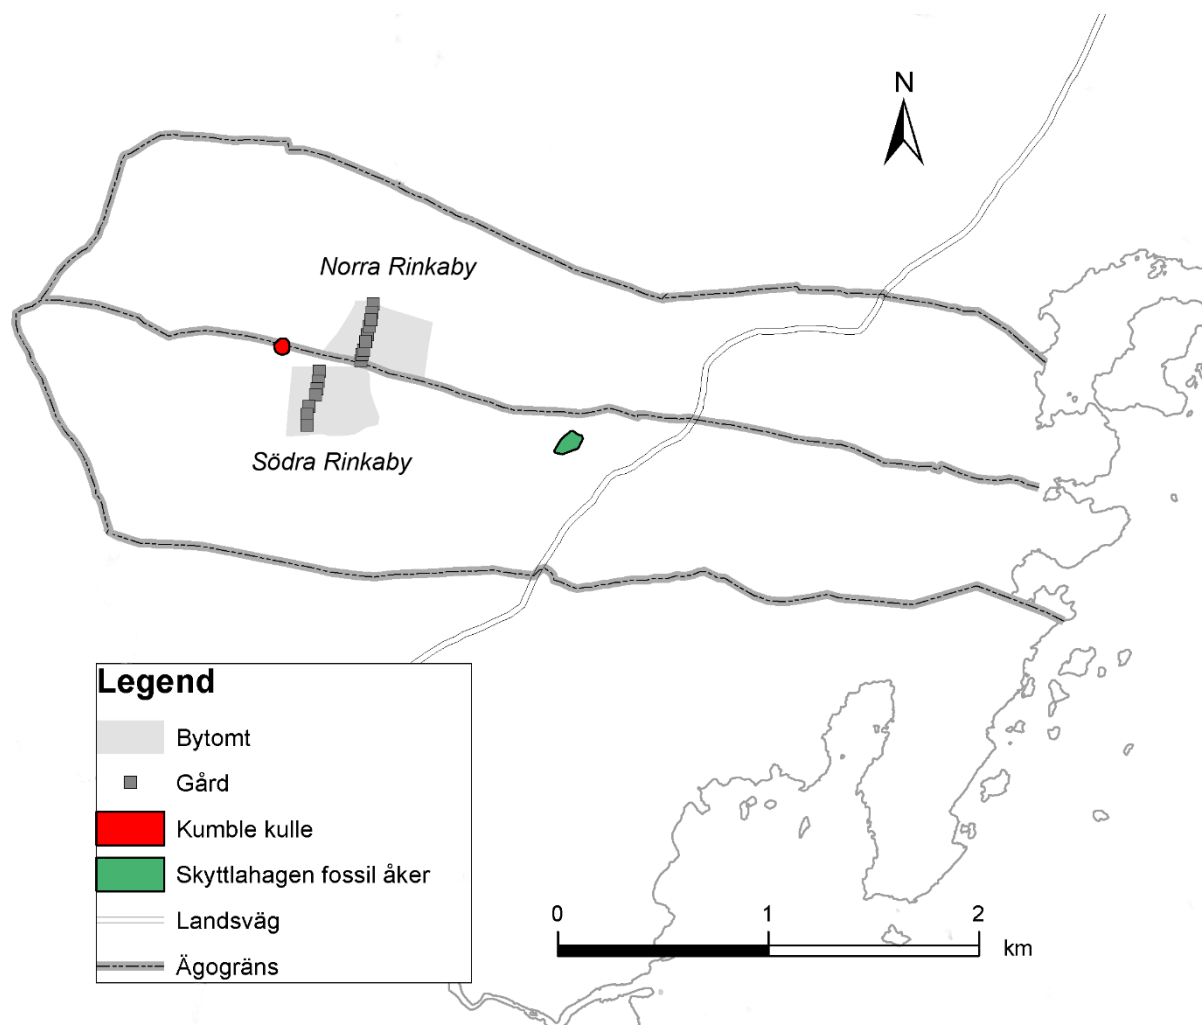 N
Norra Rinkaby
Södra Rinkaby
Legend
Bytomt
Gård
Kumble kulle
Skyttlahagen fossil åker
Landsväg
Ägogräns
0 1 2
km